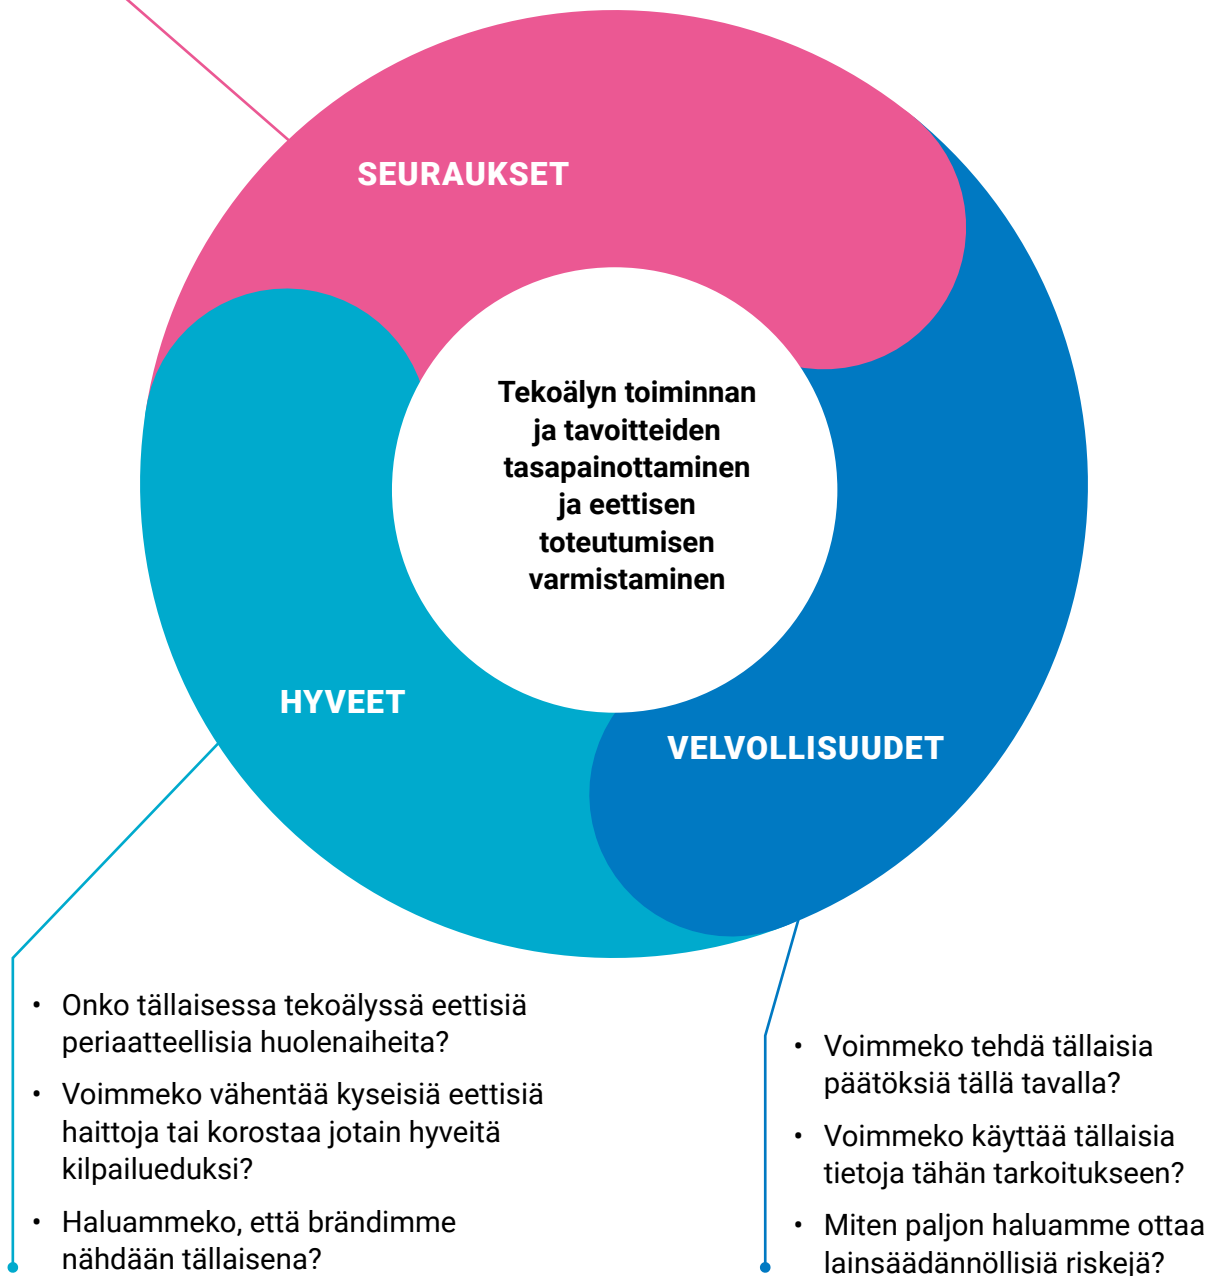 SEURAUKSET
Tekoälyn toiminnan
ja tavoitteiden
tasapainottaminen
ja eettisen
toteutumisen
varmistaminen
HYVEET
VELVOLLISUUDET
• Onko tällaisessa tekoälyssä eettisiä
periaatteellisia huolenaiheita?
• Voimmeko vähentää kyseisiä eettisiä
haittoja tai korostaa jotain hyveitä
kilpailueduksi?
• Haluammeko, että brändimme
nähdään tällaisena?
• Voimmeko tehdä tällaisia
päätöksiä tällä tavalla?
• Voimmeko käyttää tällaisia
tietoja tähän tarkoitukseen?
• Miten paljon haluamme ottaa
lainsäädännöllisiä riskejä?